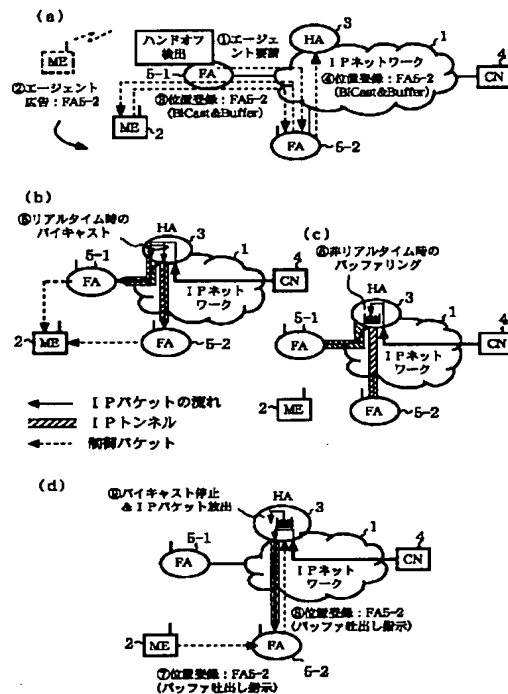 (a)
ME
ハンドオフ
検出
①エージェ
ント要請
3
HA
1
4
IPネットワーク
CN
5-1
FA
②エージェント
広告:FA5-2
③位置登録:FA5-2
(BiCast&Buffer)
④位置登録:FA5-2
(BiCast&Buffer)
ME
2
FA
5-2
(b)
⑤リアルタイム時の
バイキャスト
HA
3
1
5-1
FA
4
CN
IPネット
ワーク
2
ME
FA
5-2
(c)
⑥非リアルタイム時の
バッファリング
HA
3
1
4
CN
5-1
FA
IPネット
ワーク
2
ME
FA
5-2
IPパケットの流れ
IPトンネル
制御パケット
(d)
バイキャスト停止
&IPパケット放出
HA
3
1
5-1
FA
4
CN
IPネット
ワーク
⑧位置登録:FA5-2
(バッファ吐出し指示)
2
ME
FA
5-2
⑦位置登録:FA5-2
(バッファ吐出し指示)